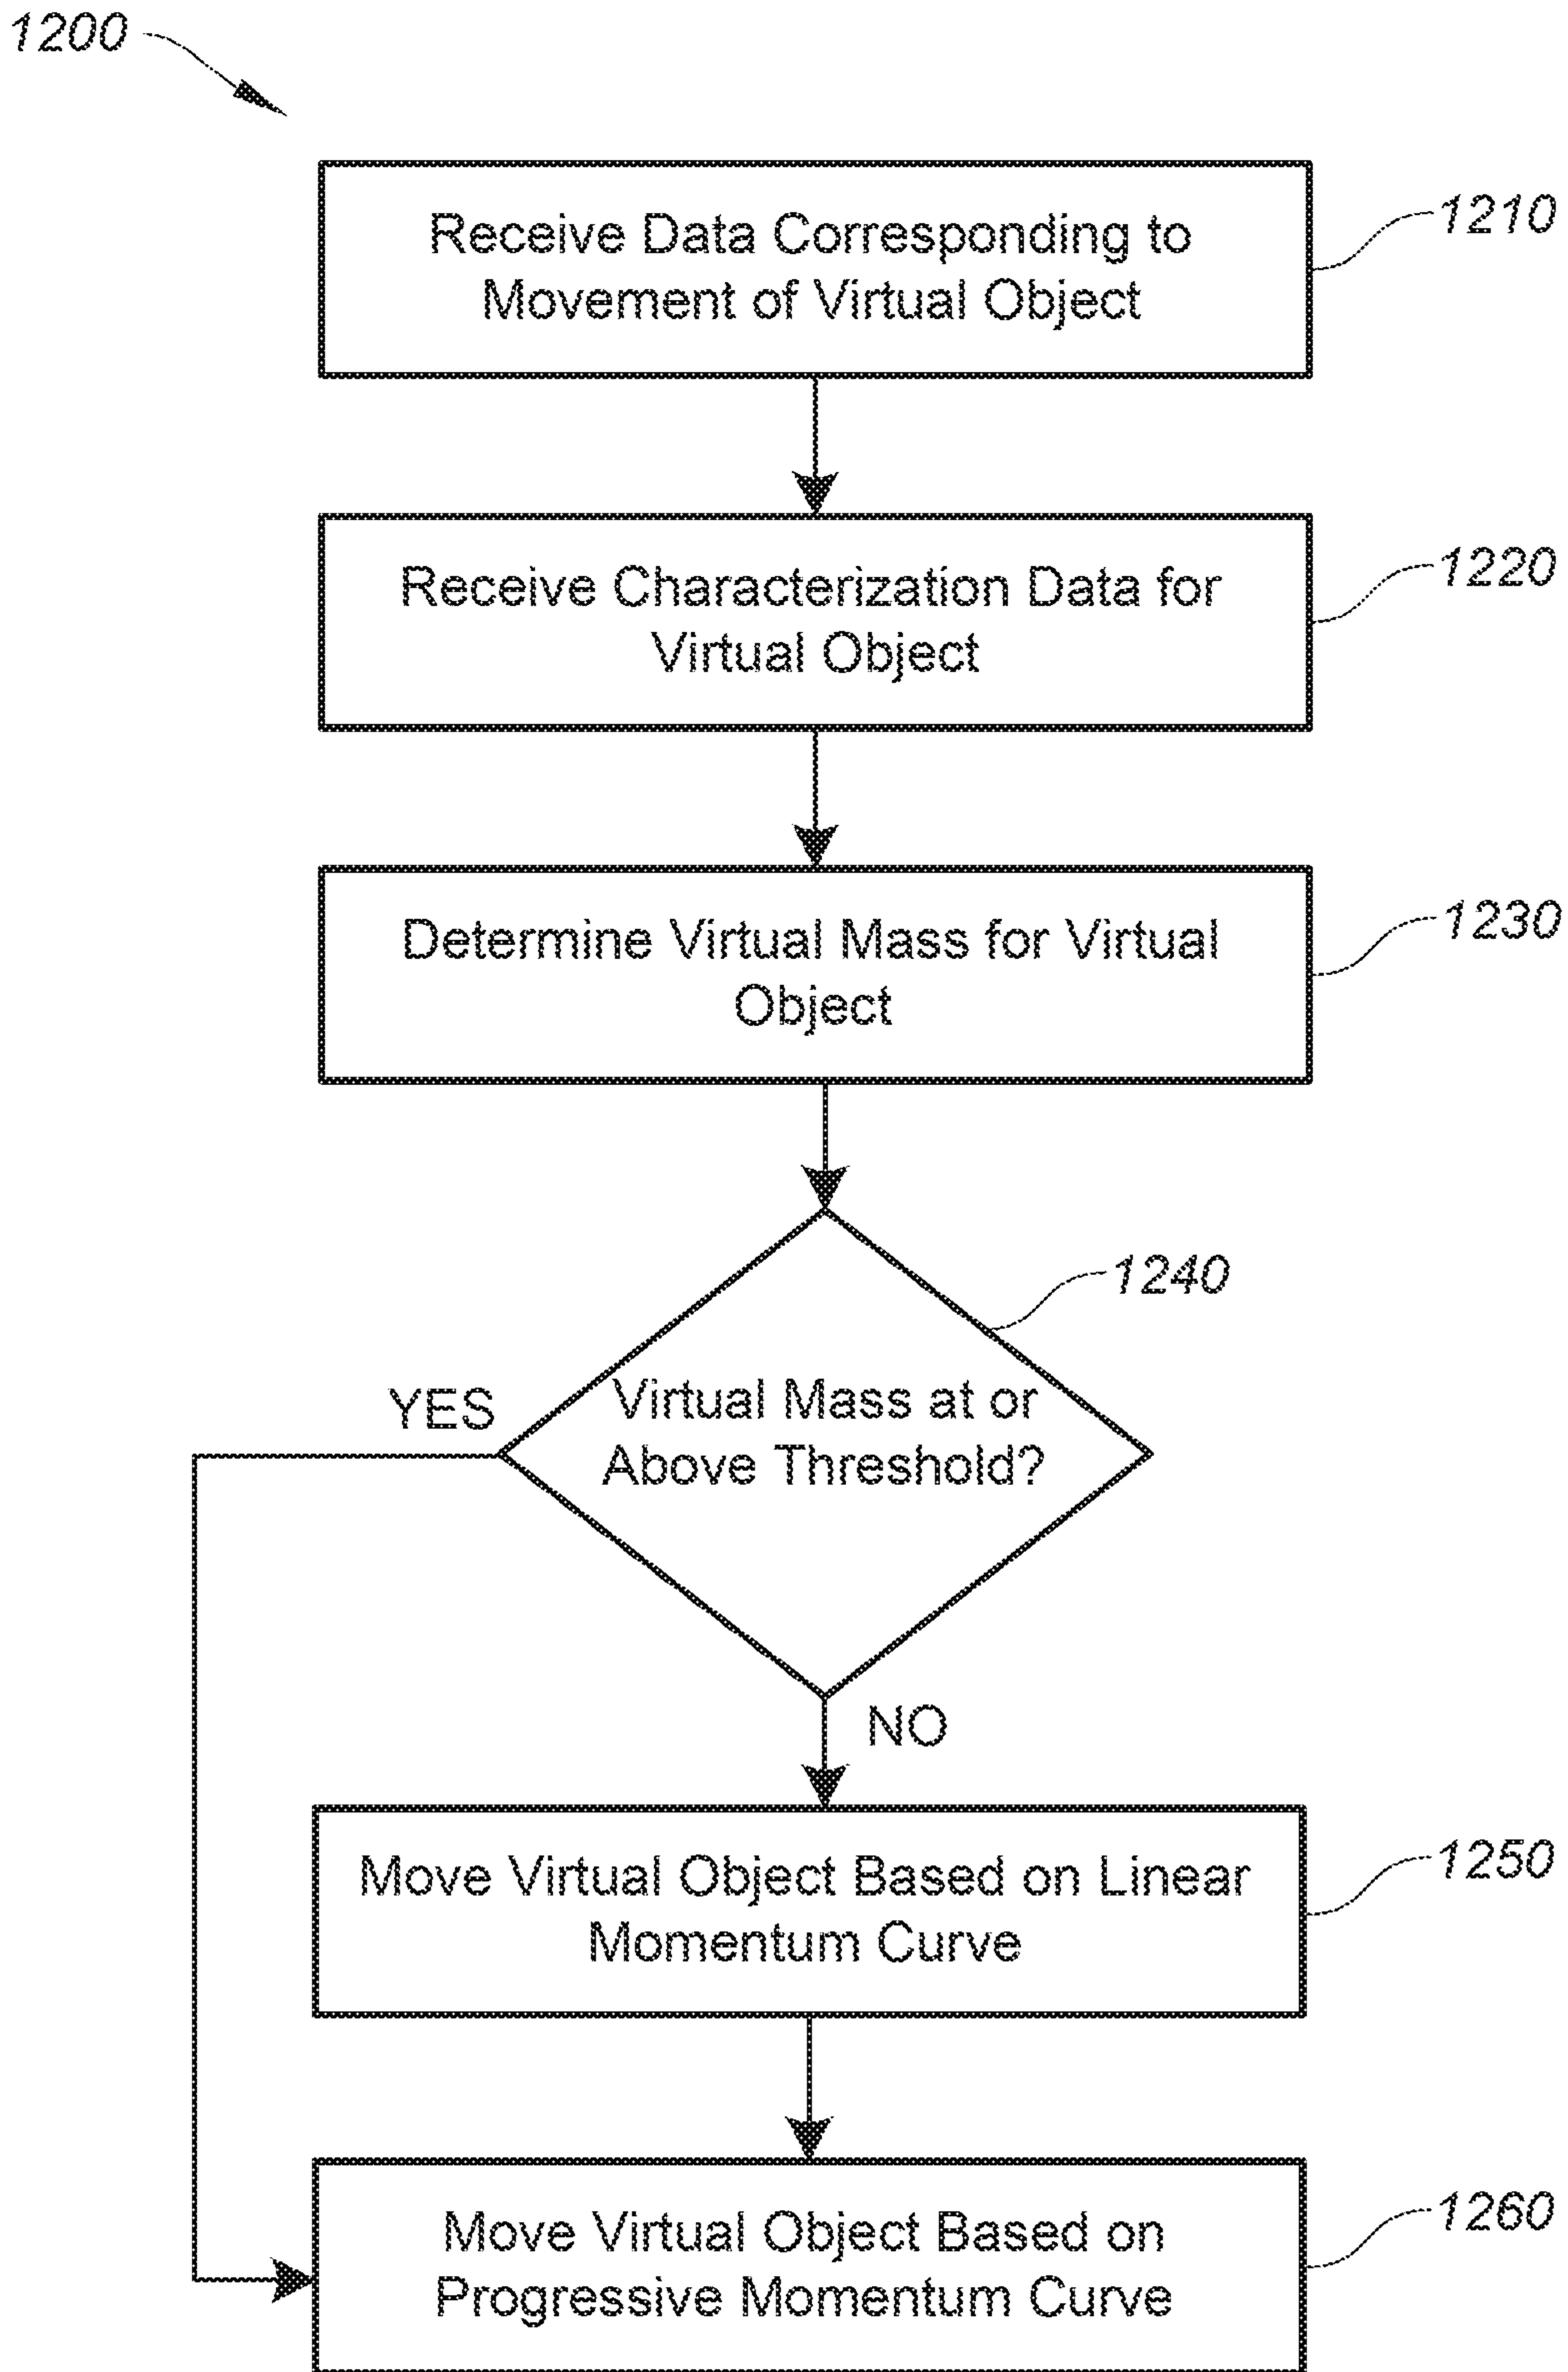 1200
Receive Data Corresponding to
Movement of Virtual Object
1210
Receive Characterization Data for
Virtual Object
1220
Determine Virtual Mass for Virtual
Object
1230
1240
Virtual Mass at or
Above Threshold?
YES
NO
Move Virtual Object Based on Linear
Momentum Curve
1250
Move Virtual Object Based on
Progressive Momentum Curve
1260